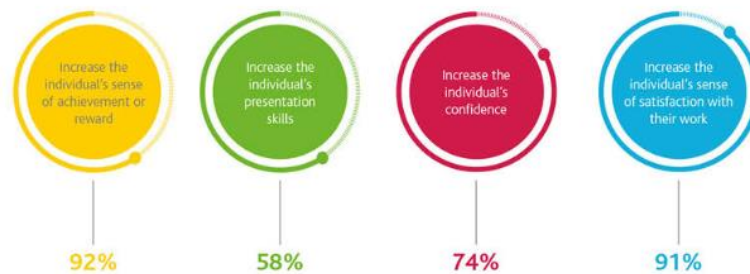 Increase the
individual's sense
of achievement or
reward
92%
Increase the
individual's
presentation
skills
58%
Increase the
individual's
confidence
74%
Increase the
individual's sense
of satisfaction with
their work
91%